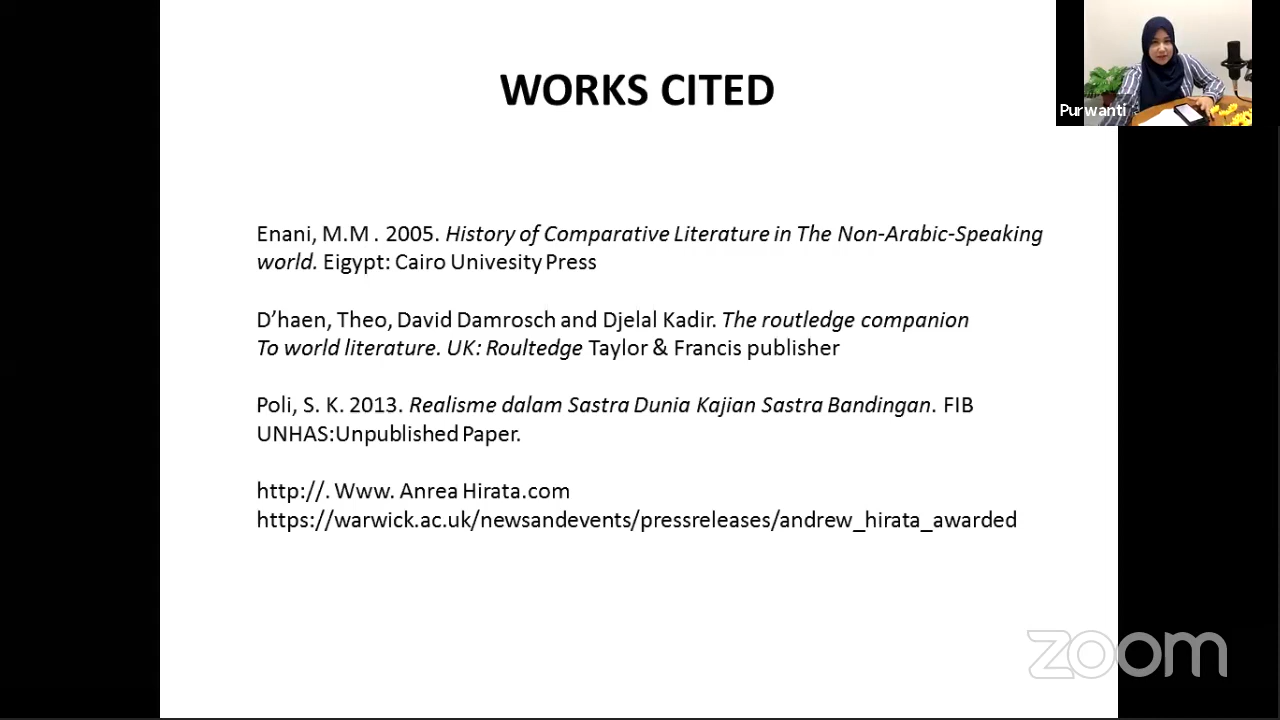 WORKS CITED
Purwanti
Enani, M.M . 2005. History of Comparative Literature in The Non-Arabic-Speaking
world. Eigypt: Cairo Univesity Press
D’haen, Theo, David Damrosch and Djelal Kadir. The routledge companion
To world literature. UK: Roultedge Taylor & Francis publisher
Poli, S. K. 2013. Realisme dalam Sastra Dunia Kajian Sastra Bandingan. FIB
UNHAS:Unpublished Paper.
http://. Www. Anrea Hirata.com
https://warwick.ac.uk/newsandevents/pressreleases/andrew_hirata_awarded
zoom